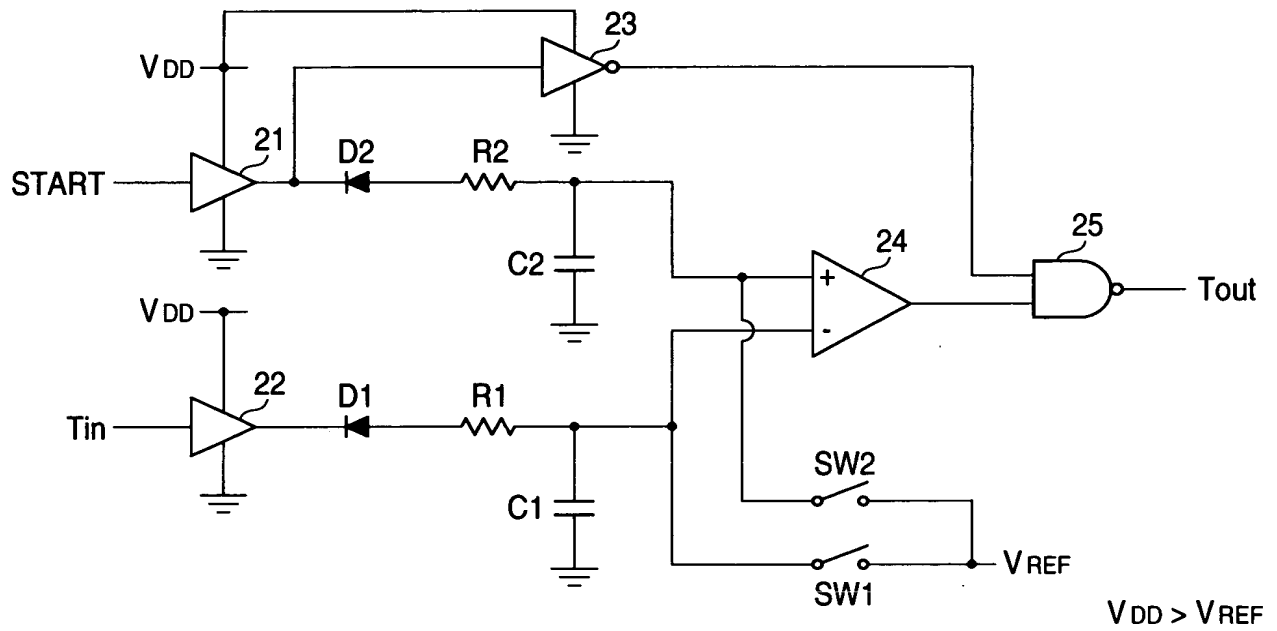 23
VDD
21
D2
R2
START
C2
24
25
+
-
Tout
VDD
22
D1
R1
Tin
C1
SW2
SW1
VREF
VDD > VREF